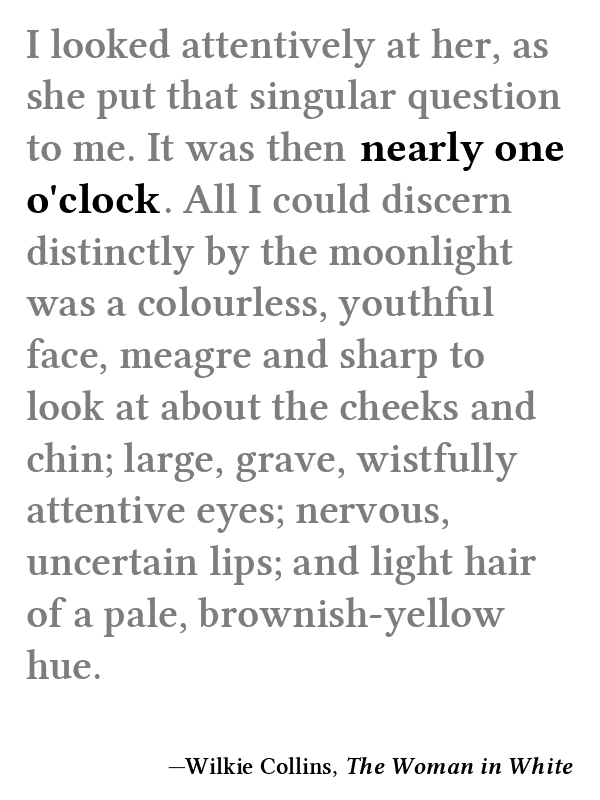 I looked attentively at her, as
she put that singular question
to me. It was then nearly one
o'clock. All I could discern
distinctly by the moonlight
was a colourless, youthful
face, meagre and sharp to
look at about the cheeks and
chin; large, grave, wistfully
attentive eyes; nervous,
uncertain lips; and light hair
of a pale, brownish-yellow
hue.
—Wilkie Collins, The Woman in White